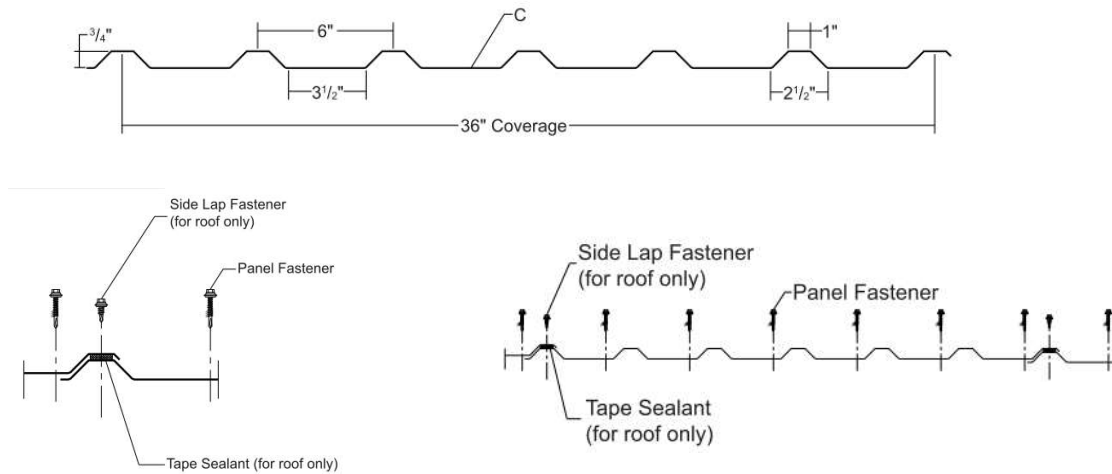 3/4"
6"
C
1"
3 1/2"
2 1/2"
36" Coverage
Side Lap Fastener
(for roof only)
Panel Fastener
Tape Sealant (for roof only)
Side Lap Fastener
(for roof only)
Panel Fastener
Tape Sealant
(for roof only)